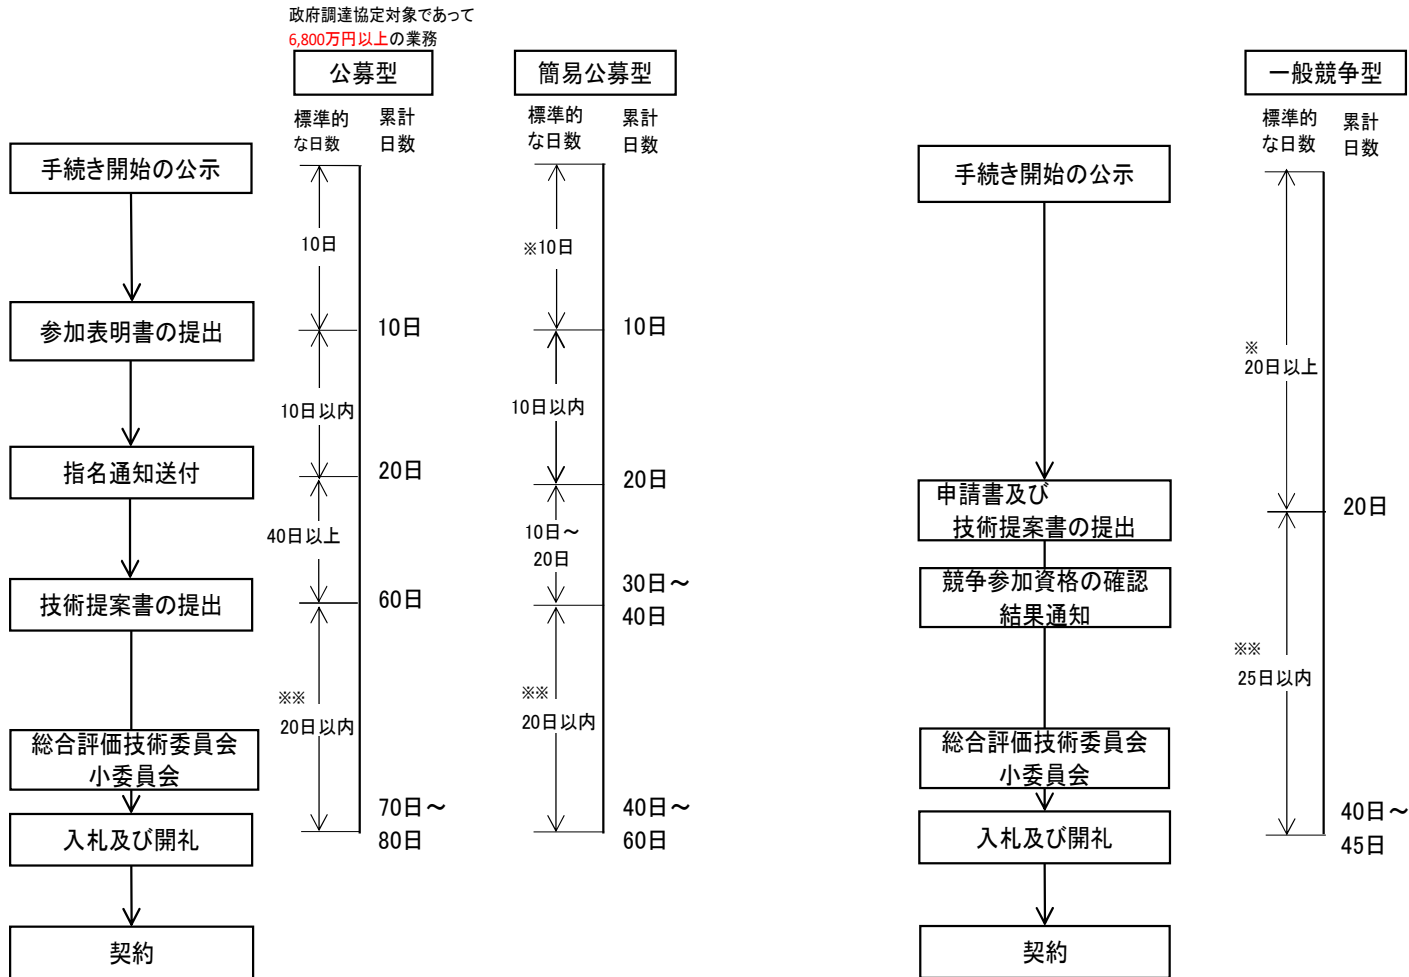 政府調達協定対象であって
6,800万円以上の業務
公募型
簡易公募型
一般競争型
標準的
な日数
累計
日数
標準的
な日数
累計
日数
標準的
な日数
累計
日数
手続き開始の公示
10日
10日
参加表明書の提出
10日以内
20日
指名通知送付
40日以上
60日
技術提案書の提出
※※
20日以内
総合評価技術委員会
小委員会
70日～
80日
入札及び開札
契約
※10日
10日
10日以内
20日
10日～
20日
30日～
40日
※※
20日以内
40日～
60日
手続き開始の公示
※
20日以上
申請書及び
技術提案書の提出
20日
競争参加資格の確認
結果通知
※※
25日以内
総合評価技術委員会
小委員会
40日～
45日
入札及び開札
契約